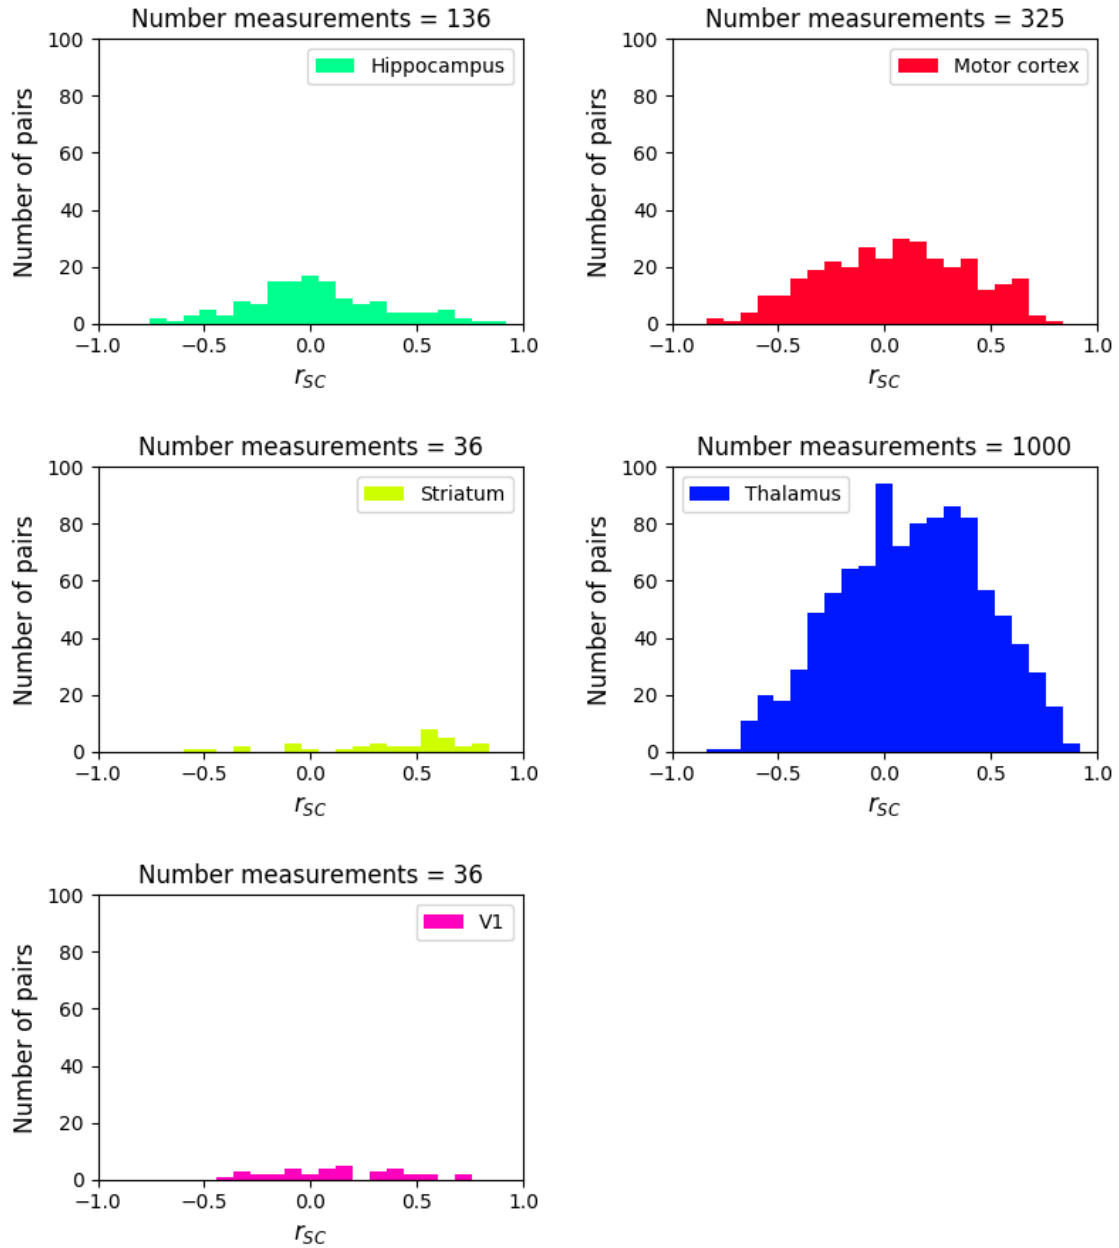 Number measurements = 136
Hippocampus
100
80
60
40
20
0
Number of pairs
−1.0 −0.5 0.0 0.5 1.0
r_SC
Number measurements = 325
Motor cortex
100
80
60
40
20
0
Number of pairs
−1.0 −0.5 0.0 0.5 1.0
r_SC
Number measurements = 36
Striatum
100
80
60
40
20
0
Number of pairs
−1.0 −0.5 0.0 0.5 1.0
r_SC
Number measurements = 1000
Thalamus
100
80
60
40
20
0
Number of pairs
−1.0 −0.5 0.0 0.5 1.0
r_SC
Number measurements = 36
V1
100
80
60
40
20
0
Number of pairs
−1.0 −0.5 0.0 0.5 1.0
r_SC